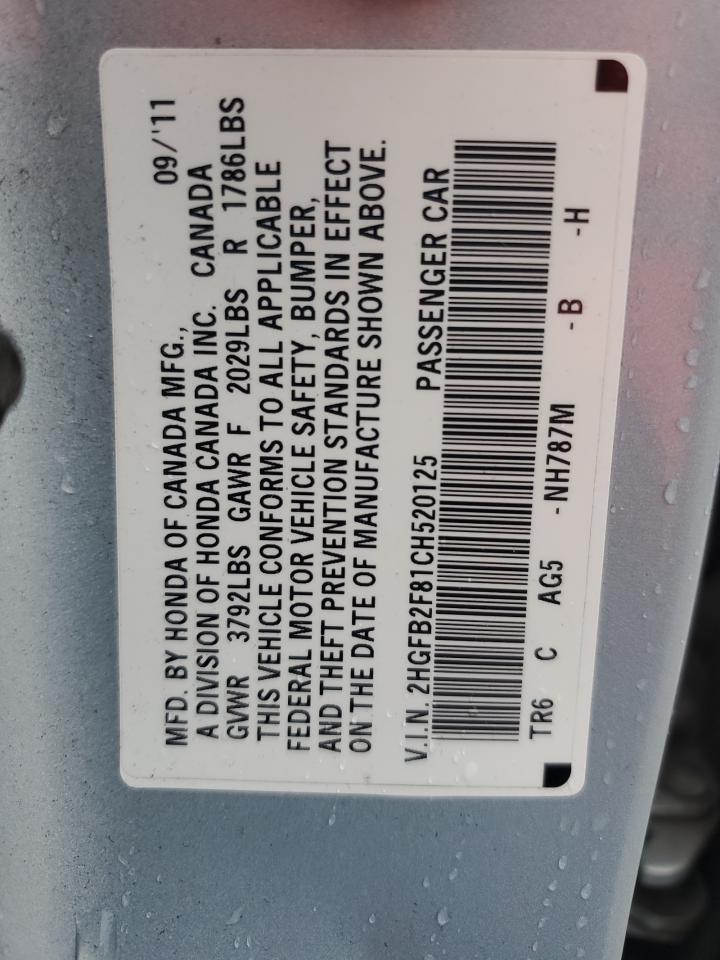 MFD. BY HONDA OF CANADA MFG., 09/'11
A DIVISION OF HONDA CANADA INC. CANADA
GVWR 3792LBS GAWR F 2029LBS R 1786LBS
THIS VEHICLE CONFORMS TO ALL APPLICABLE
FEDERAL MOTOR VEHICLE SAFETY, BUMPER,
AND THEFT PREVENTION STANDARDS IN EFFECT
ON THE DATE OF MANUFACTURE SHOWN ABOVE.
V.I.N. 2HGFB2F81CH520125 PASSENGER CAR
TR6 C AG5 -NH787M -B -H